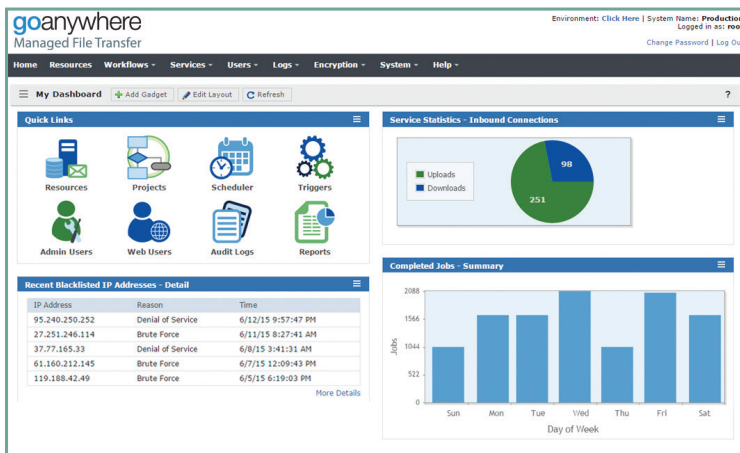 goanywhere
Managed File Transfer
Environment: Click Here | System Name: Production
Logged in as: roo
Change Password | Log Ou
Home Resources Workflows Services Users Logs Encryption System Help
My Dashboard Add Gadget Edit Layout Refresh ?
Quick Links
Resources Projects Scheduler Triggers
Admin Users Web Users Audit Logs Reports
Recent Blacklisted IP Addresses - Detail
IP Address Reason Time
95.240.250.252 Denial of Service 6/12/15 9:57:47 PM
27.251.246.114 Brute Force 6/11/15 8:27:41 AM
37.77.165.33 Denial of Service 6/8/15 3:41:31 AM
61.160.212.145 Brute Force 6/7/15 12:09:43 PM
119.188.42.49 Brute Force 6/5/15 6:19:03 PM
More Details
Service Statistics - Inbound Connections
Uploads
Downloads
98
251
Completed Jobs - Summary
2088
1566
1044
522
0
Jobs
Sun Mon Tue Wed Thu Fri Sat
Day of Week